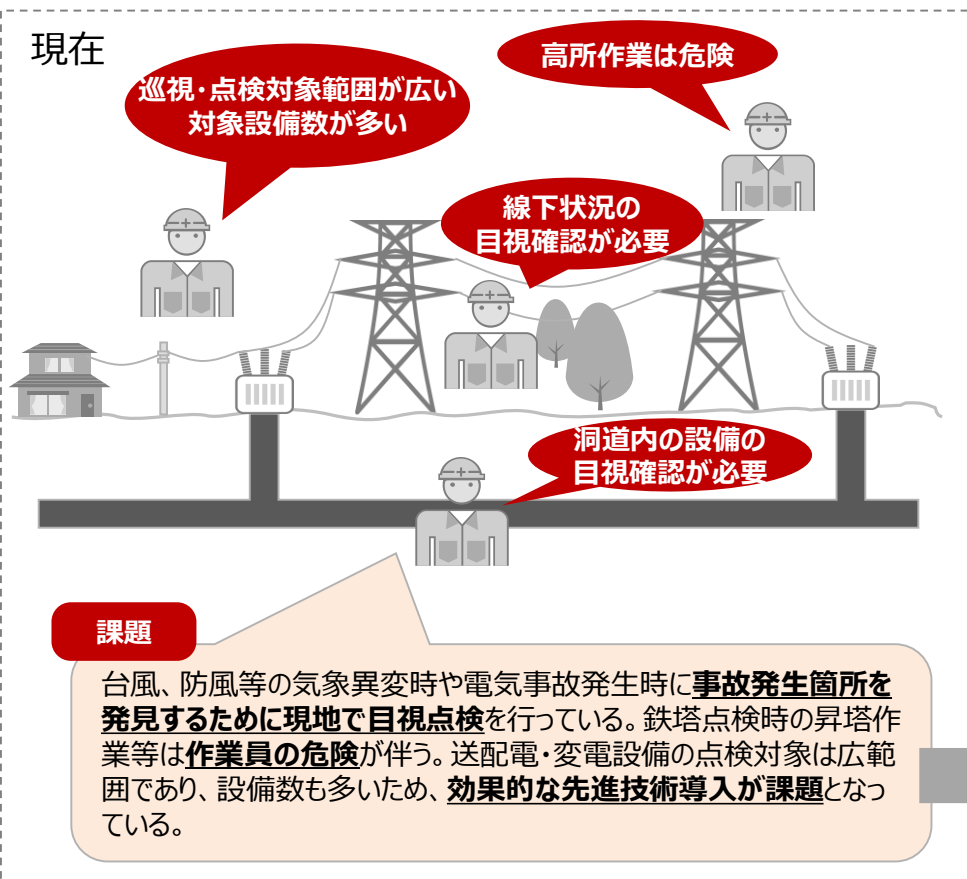 現在
巡視・点検対象範囲が広い
対象設備数が多い
高所作業は危険
線下状況の
目視確認が必要
洞道内の設備の
目視確認が必要
課題
台風、防風等の気象異変時や電気事故発生時に事故発生箇所を
発見するために現地で目視点検を行っている。鉄塔点検時の昇塔作
業等は作業員の危険が伴う。送配電・変電設備の点検対象は広範
囲であり、設備数も多いため、効果的な先進技術導入が課題となっ
ている。